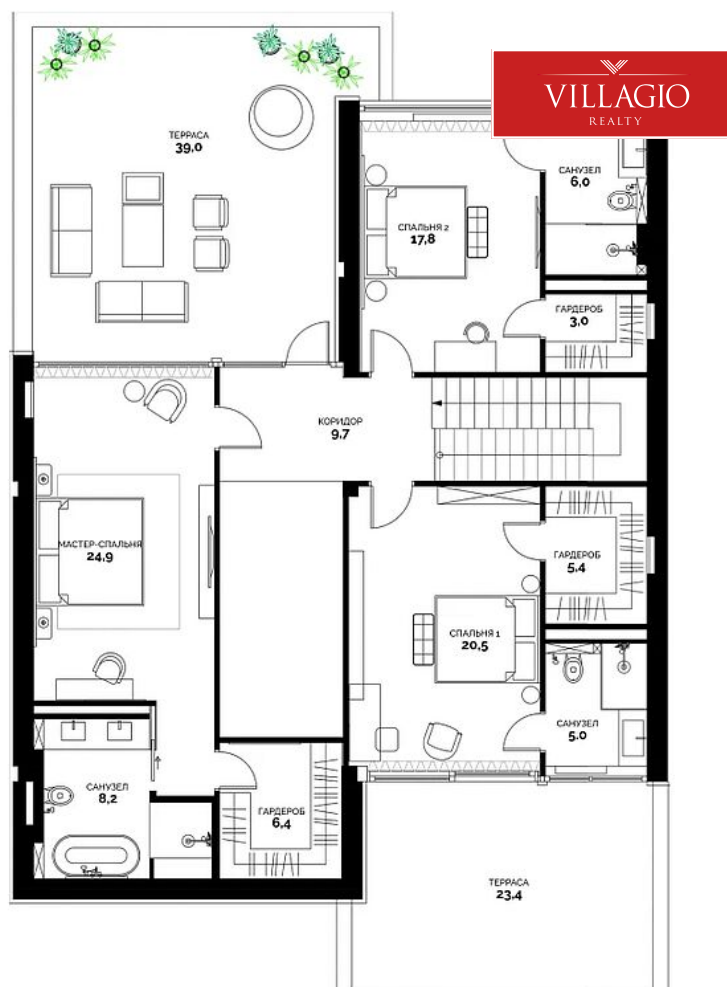 VILLAGIO
REALTY
ТЕРРАСА
39,0
САНУЗЕЛ
6,0
СПАЛЬНЯ 2
17,8
ГАРДЕРОБ
3,0
КОРИДОР
9,7
МАСТЕР-СПАЛЬНЯ
24,9
ГАРДЕРОБ
5,4
СПАЛЬНЯ 1
20,5
САНУЗЕЛ
5,0
САНУЗЕЛ
8,2
ГАРДЕРОБ
6,4
ТЕРРАСА
23,4